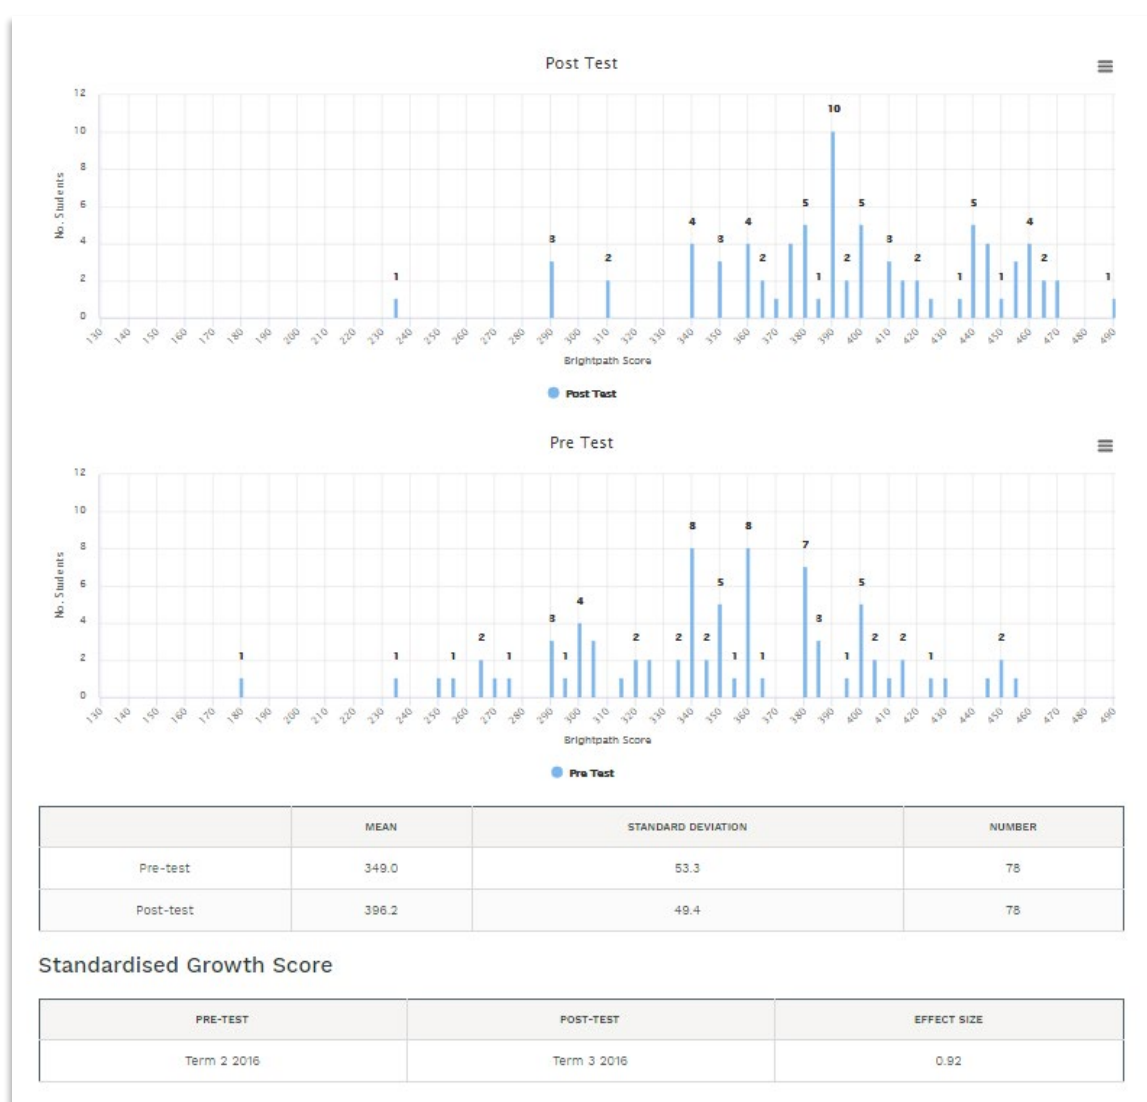 Post Test
12
10
10
8
No. Students
6
5 5 5
4 4 4
4
3 3 3
2 2 2 2 2
2
1 1 1 1 1
0
130 140 150 160 170 180 190 200 210 220 230 240 250 260 270 280 290 300 310 320 330 340 350 360 370 380 390 400 410 420 430 440 450 460 470 480 490
Brightpath Score
Post Test
Pre Test
12
10
8 8
8
7
No. Students
6
5 5
4
4
3 3
2 2 2 2 2 2 2
2
1 1 1 1 1 1 1 1 1
0
130 140 150 160 170 180 190 200 210 220 230 240 250 260 270 280 290 300 310 320 330 340 350 360 370 380 390 400 410 420 430 440 450 460 470 480 490
Brightpath Score
Pre Test
MEAN STANDARD DEVIATION NUMBER
Pre-test 349.0 53.3 78
Post-test 396.2 49.4 78
Standardised Growth Score
PRE-TEST POST-TEST EFFECT SIZE
Term 2 2016 Term 3 2016 0.92